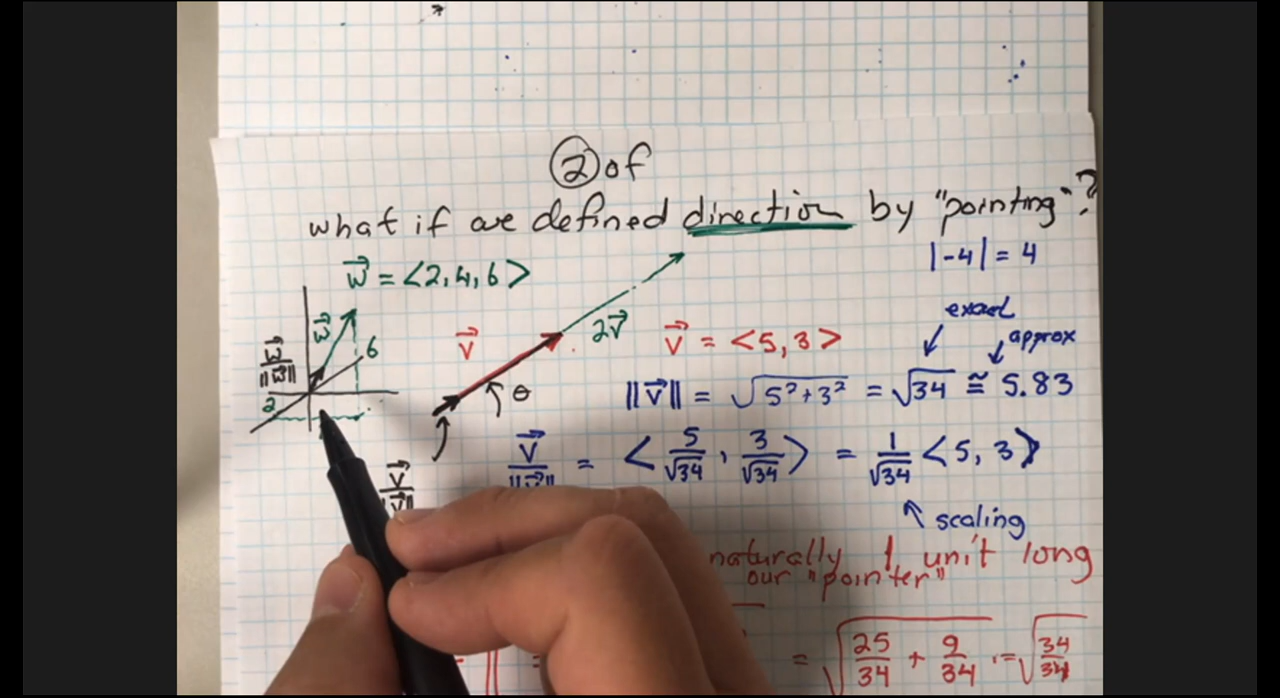 ② of
what if we defined direction by "pointing"?
|-4| = 4
w⃗ = <2, 4, 6>
exact
approx
w⃗
6
w⃗/||w⃗||
2
v⃗
2v⃗
θ
v⃗ = <5, 3>
||v⃗|| = √(5²+3²) = √34 ≅ 5.83
v⃗/||v⃗|| = <5/√34, 3/√34> = 1/√34 <5, 3>
scaling
naturally 1 unit long
our "pointer"
= √(25/34 + 9/34) = √(34/34)